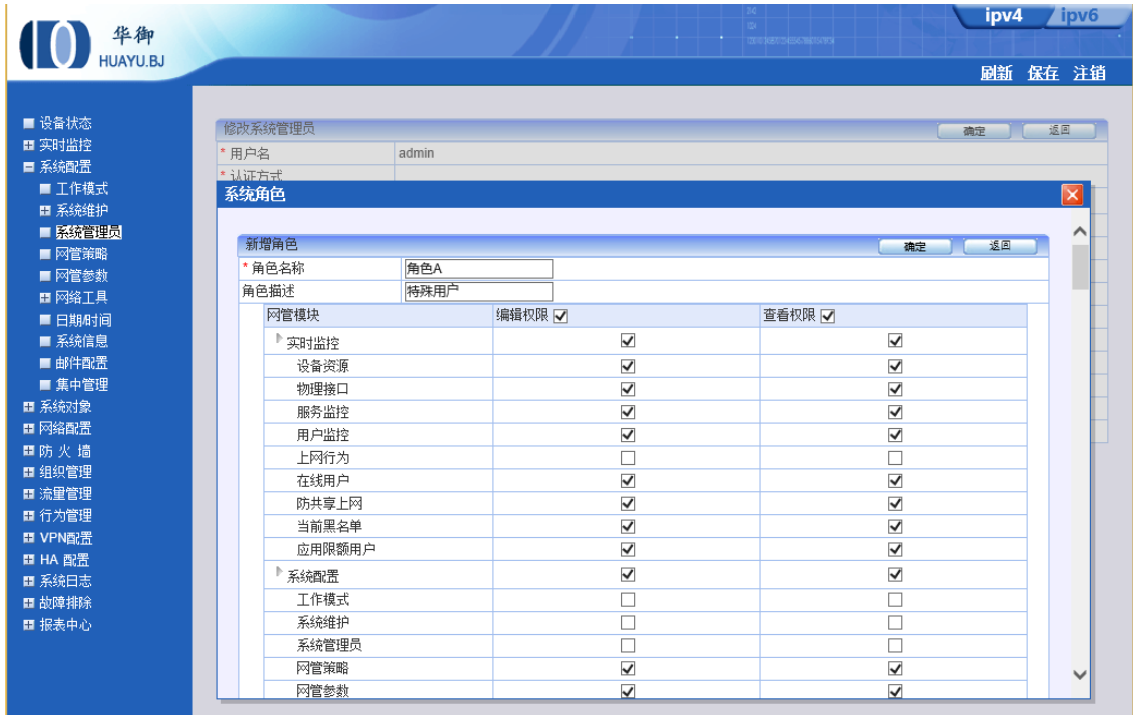 华御
HUAYU.BJ
ipv4 ipv6
刷新 保存 注销
设备状态
实时监控
系统配置
工作模式
系统维护
系统管理员
网管策略
网管参数
网络工具
日期/时间
系统信息
邮件配置
集中管理
系统对象
网络配置
防 火 墙
组织管理
流量管理
行为管理
VPN配置
HA 配置
系统日志
故障排除
报表中心
修改系统管理员 确定 返回
* 用户名 admin
* 认证方式
系统角色
新增角色 确定 返回
* 角色名称 角色A
角色描述 特殊用户
网管模块 编辑权限 查看权限
实时监控
设备资源
物理接口
服务监控
用户监控
上网行为
在线用户
防共享上网
当前黑名单
应用限额用户
系统配置
工作模式
系统维护
系统管理员
网管策略
网管参数